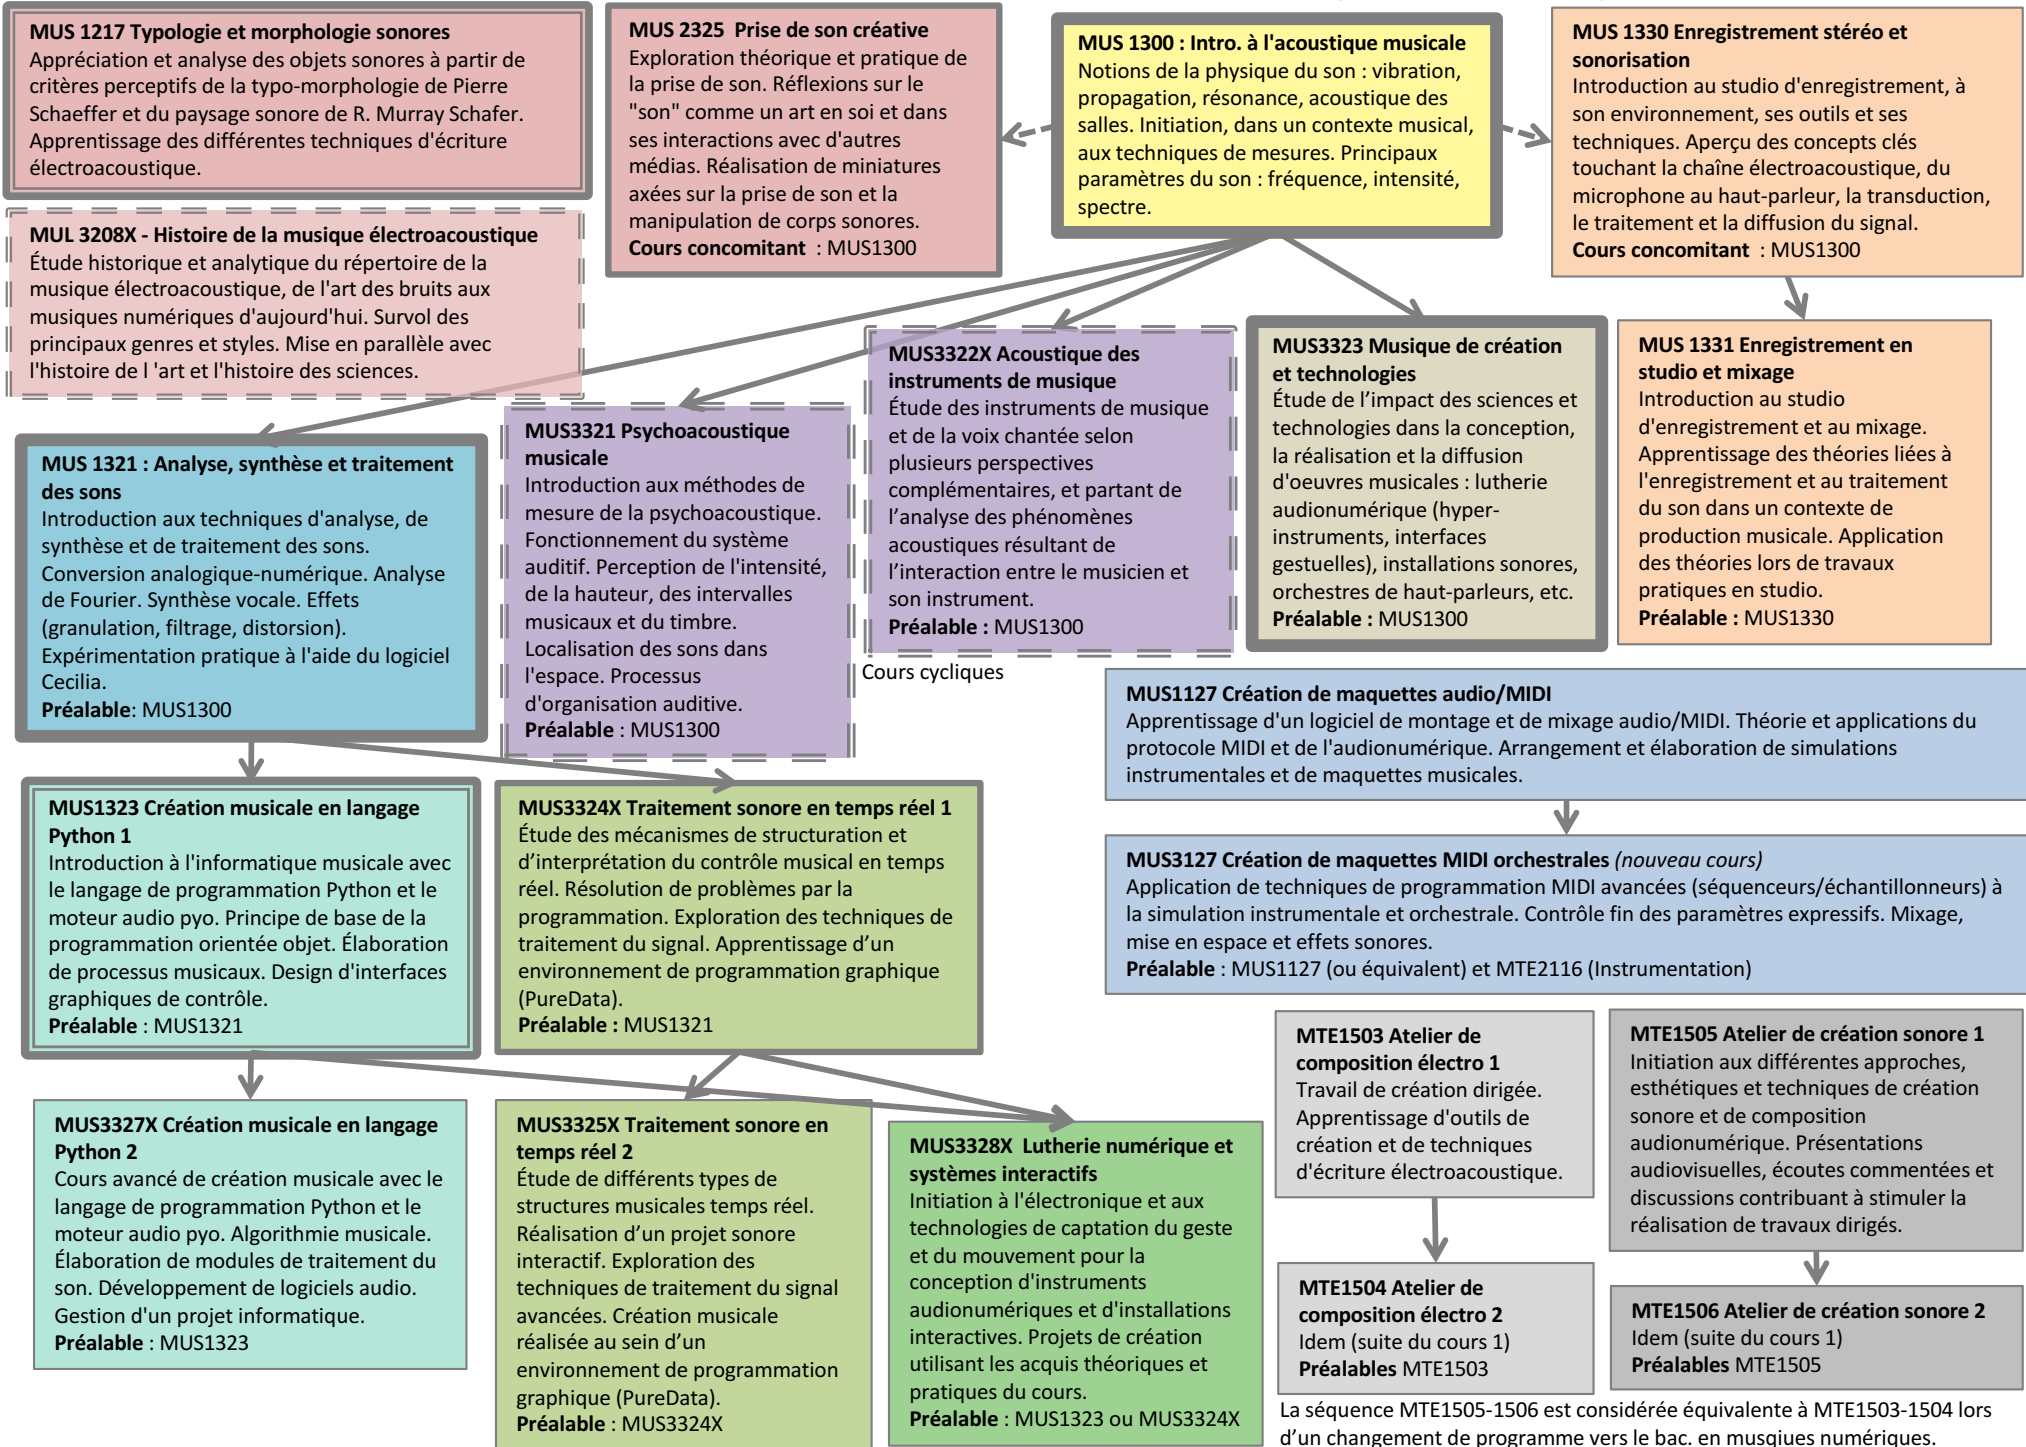 MUS 1217 Typologie et morphologie sonores
Appréciation et analyse des objets sonores à partir de
critères perceptifs de la typo-morphologie de Pierre
Schaeffer et du paysage sonore de R. Murray Schafer.
Apprentissage des différentes techniques d'écriture
électroacoustique.
MUL 3208X - Histoire de la musique électroacoustique
Étude historique et analytique du répertoire de la
musique électroacoustique, de l'art des bruits aux
musiques numériques d'aujourd'hui. Survol des
principaux genres et styles. Mise en parallèle avec
l'histoire de l 'art et l'histoire des sciences.
MUS 2325  Prise de son créative
Exploration théorique et pratique de
la prise de son. Réflexions sur le
"son" comme un art en soi et dans
ses interactions avec d'autres
médias. Réalisation de miniatures
axées sur la prise de son et la
manipulation de corps sonores.
Cours concomitant  : MUS1300
MUS 1300 : Intro. à l'acoustique musicale
Notions de la physique du son : vibration,
propagation, résonance, acoustique des
salles. Initiation, dans un contexte musical,
aux techniques de mesures. Principaux
paramètres du son : fréquence, intensité,
spectre.
MUS 1330 Enregistrement stéréo et
sonorisation
Introduction au studio d'enregistrement, à
son environnement, ses outils et ses
techniques. Aperçu des concepts clés
touchant la chaîne électroacoustique, du
microphone au haut-parleur, la transduction,
le traitement et la diffusion du signal.
Cours concomitant  : MUS1300
MUS 1321 : Analyse, synthèse et traitement
des sons
Introduction aux techniques d'analyse, de
synthèse et de traitement des sons.
Conversion analogique-numérique. Analyse
de Fourier. Synthèse vocale. Effets
(granulation, filtrage, distorsion).
Expérimentation pratique à l'aide du logiciel
Cecilia.
Préalable: MUS1300
MUS3321 Psychoacoustique
musicale
Introduction aux méthodes de
mesure de la psychoacoustique.
Fonctionnement du système
auditif. Perception de l'intensité,
de la hauteur, des intervalles
musicaux et du timbre.
Localisation des sons dans
l'espace. Processus
d'organisation auditive.
Préalable : MUS1300
MUS3322X Acoustique des
instruments de musique
Étude des instruments de musique
et de la voix chantée selon
plusieurs perspectives
complémentaires, et partant de
l’analyse des phénomènes
acoustiques résultant de
l’interaction entre le musicien et
son instrument.
Préalable : MUS1300
Cours cycliques
MUS3323 Musique de création
et technologies
Étude de l’impact des sciences et
technologies dans la conception,
la réalisation et la diffusion
d'oeuvres musicales : lutherie
audionumérique (hyper-
instruments, interfaces
gestuelles), installations sonores,
orchestres de haut-parleurs, etc.
Préalable : MUS1300
MUS 1331 Enregistrement en
studio et mixage
Introduction au studio
d'enregistrement et au mixage.
Apprentissage des théories liées à
l'enregistrement et au traitement
du son dans un contexte de
production musicale. Application
des théories lors de travaux
pratiques en studio.
Préalable : MUS1330
MUS1127 Création de maquettes audio/MIDI
Apprentissage d'un logiciel de montage et de mixage audio/MIDI. Théorie et applications du
protocole MIDI et de l'audionumérique. Arrangement et élaboration de simulations
instrumentales et de maquettes musicales.
MUS3127 Création de maquettes MIDI orchestrales (nouveau cours)
Application de techniques de programmation MIDI avancées (séquenceurs/échantillonneurs) à
la simulation instrumentale et orchestrale. Contrôle fin des paramètres expressifs. Mixage,
mise en espace et effets sonores.
Préalable : MUS1127 (ou équivalent) et MTE2116 (Instrumentation)
MUS1323 Création musicale en langage
Python 1
Introduction à l'informatique musicale avec
le langage de programmation Python et le
moteur audio pyo. Principe de base de la
programmation orientée objet. Élaboration
de processus musicaux. Design d'interfaces
graphiques de contrôle.
Préalable : MUS1321
MUS3324X Traitement sonore en temps réel 1
Étude des mécanismes de structuration et
d’interprétation du contrôle musical en temps
réel. Résolution de problèmes par la
programmation. Exploration des techniques de
traitement du signal. Apprentissage d’un
environnement de programmation graphique
(PureData).
Préalable : MUS1321
MUS3327X Création musicale en langage
Python 2
Cours avancé de création musicale avec le
langage de programmation Python et le
moteur audio pyo. Algorithmie musicale.
Élaboration de modules de traitement du
son. Développement de logiciels audio.
Gestion d'un projet informatique.
Préalable : MUS1323
MUS3325X Traitement sonore en
temps réel 2
Étude de différents types de
structures musicales temps réel.
Réalisation d’un projet sonore
interactif. Exploration des
techniques de traitement du signal
avancées. Création musicale
réalisée au sein d’un
environnement de programmation
graphique (PureData).
Préalable : MUS3324X
MUS3328X  Lutherie numérique et
systèmes interactifs
Initiation à l'électronique et aux
technologies de captation du geste
et du mouvement pour la
conception d'instruments
audionumériques et d'installations
interactives. Projets de création
utilisant les acquis théoriques et
pratiques du cours.
Préalable : MUS1323 ou MUS3324X
MTE1503 Atelier de
composition électro 1
Travail de création dirigée.
Apprentissage d'outils de
création et de techniques
d'écriture électroacoustique.
MTE1504 Atelier de
composition électro 2
Idem (suite du cours 1)
Préalables MTE1503
MTE1505 Atelier de création sonore 1
Initiation aux différentes approches,
esthétiques et techniques de création
sonore et de composition
audionumérique. Présentations
audiovisuelles, écoutes commentées et
discussions contribuant à stimuler la
réalisation de travaux dirigés.
MTE1506 Atelier de création sonore 2
Idem (suite du cours 1)
Préalables MTE1505
La séquence MTE1505-1506 est considérée équivalente à MTE1503-1504 lors
d’un changement de programme vers le bac. en musqiues numériques.